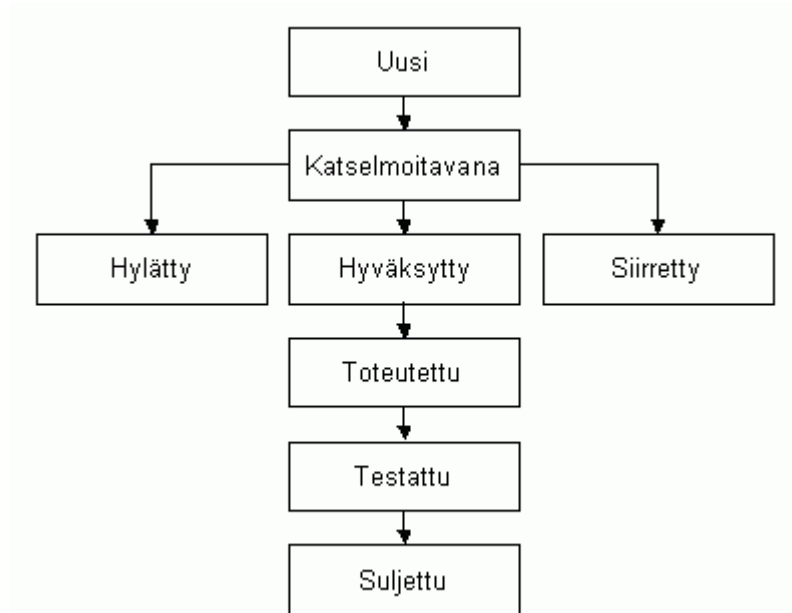 Uusi
Katselmoitavana
Hylätty
Hyväksytty
Siirretty
Toteutettu
Testattu
Suljettu